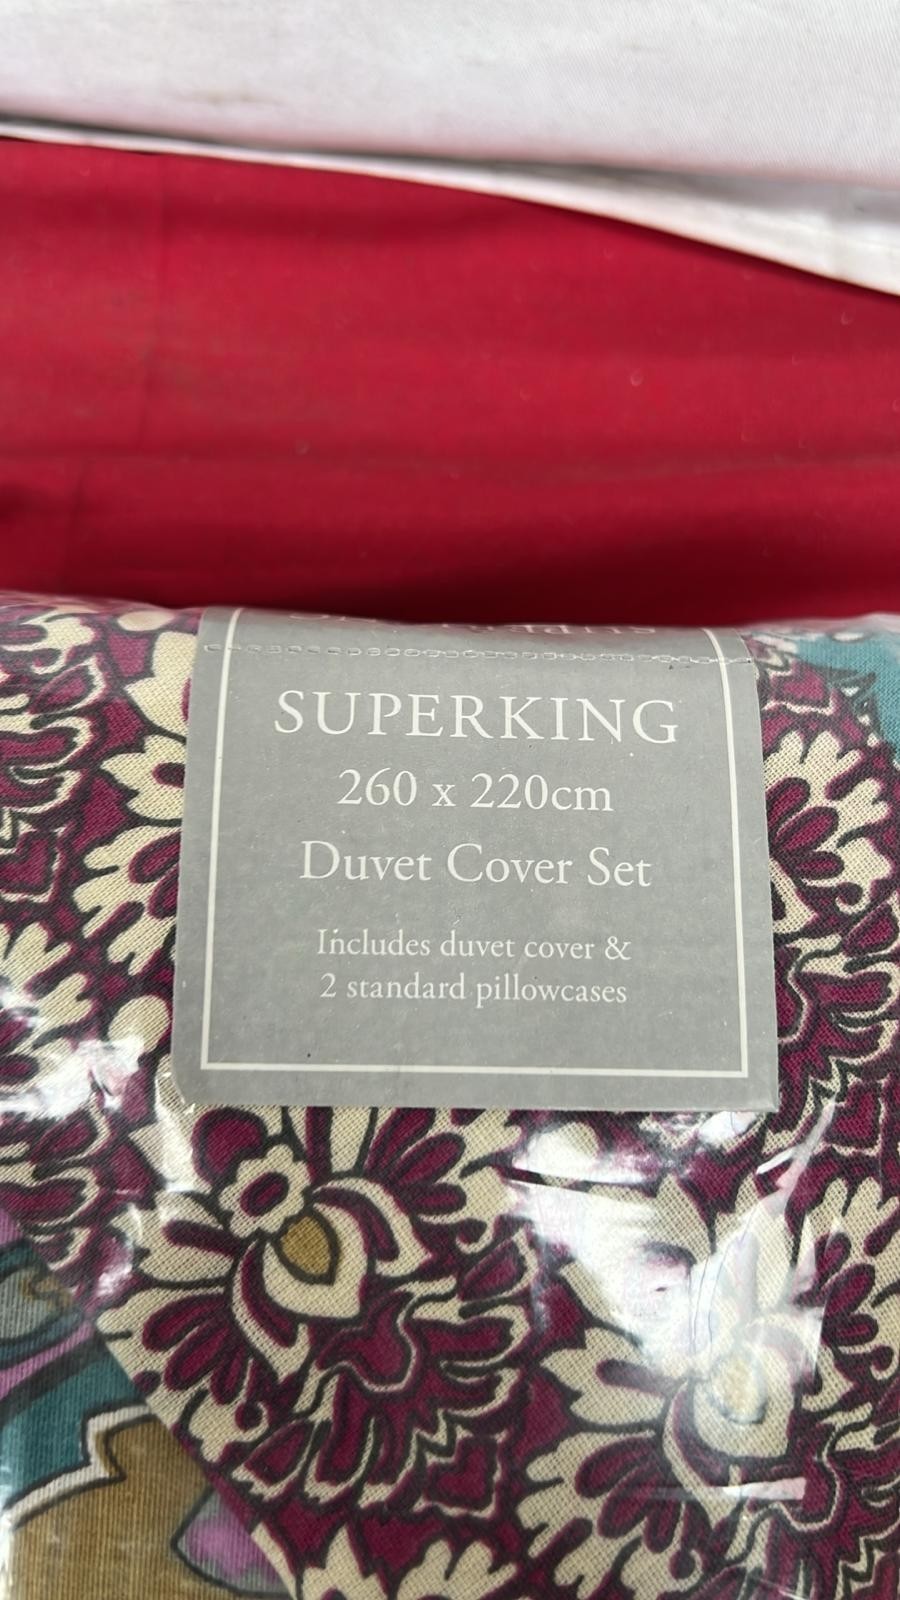 SUPERKING
260 x 220cm
Duvet Cover Set
Includes duvet cover &
2 standard pillowcases